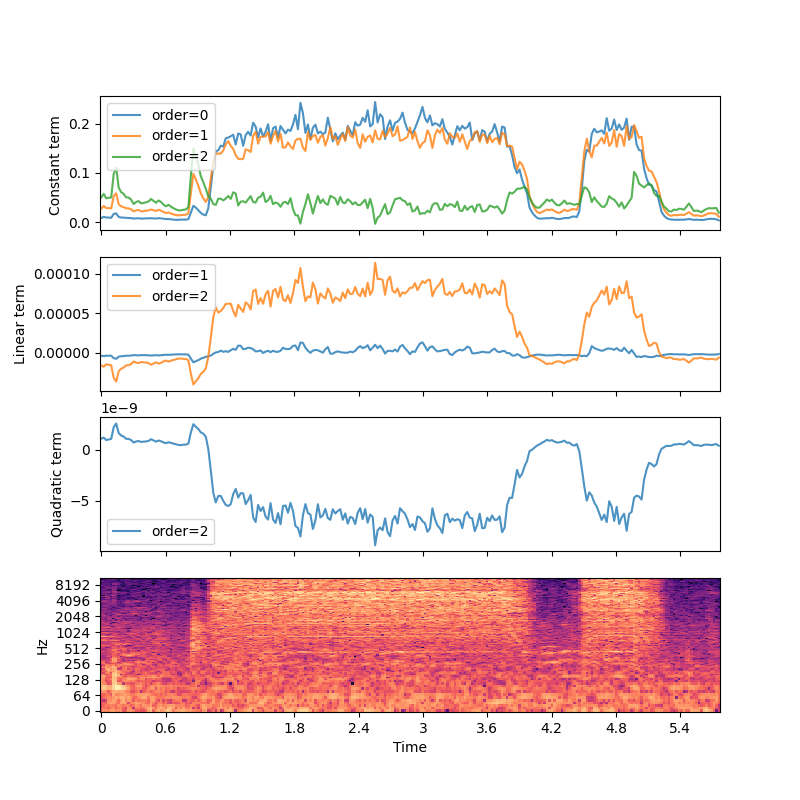 Constant term
0.2
0.1
0.0
order=0
order=1
order=2
Linear term
0.00010
0.00005
0.00000
order=1
order=2
1e−9
Quadratic term
0
−5
order=2
Hz
8192
4096
2048
1024
512
256
128
64
0
0 0.6 1.2 1.8 2.4 3 3.6 4.2 4.8 5.4
Time